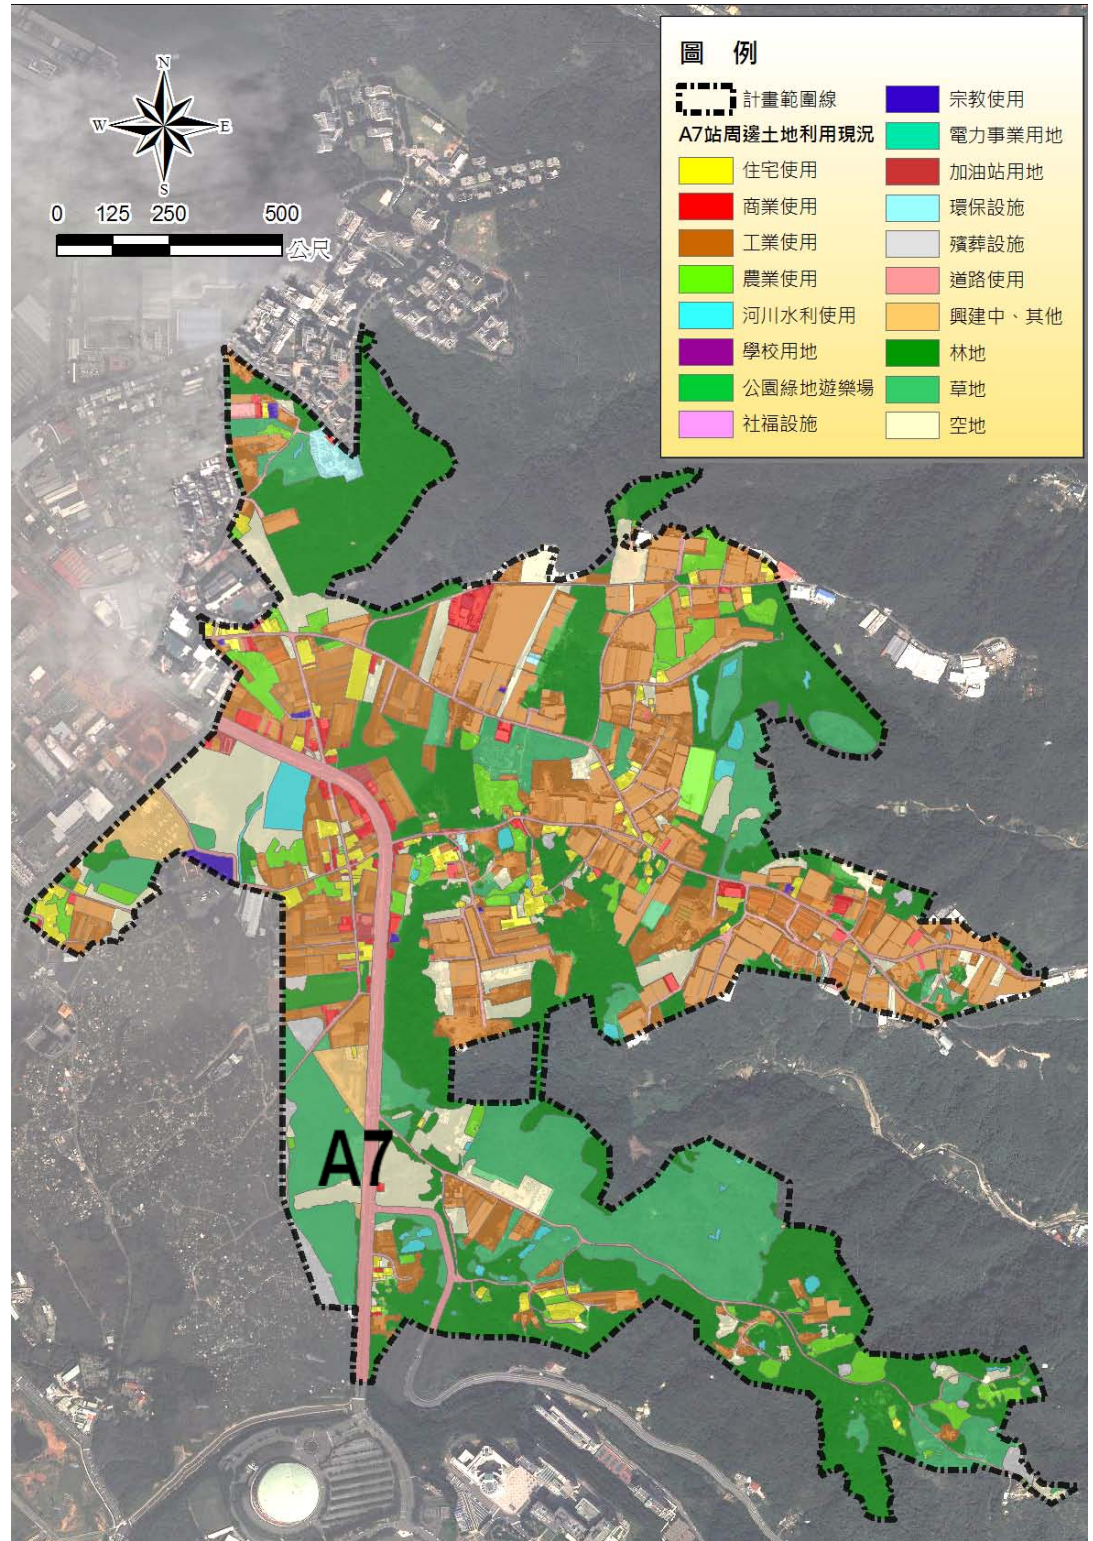 N
W E
S
0 125 250 500
公尺
圖 例
計畫範圍線
A7站周邊土地利用現況
住宅使用
商業使用
工業使用
農業使用
河川水利使用
學校用地
公園綠地遊樂場
社福設施
宗教使用
電力事業用地
加油站用地
環保設施
殯葬設施
道路使用
興建中、其他
林地
草地
空地
A7